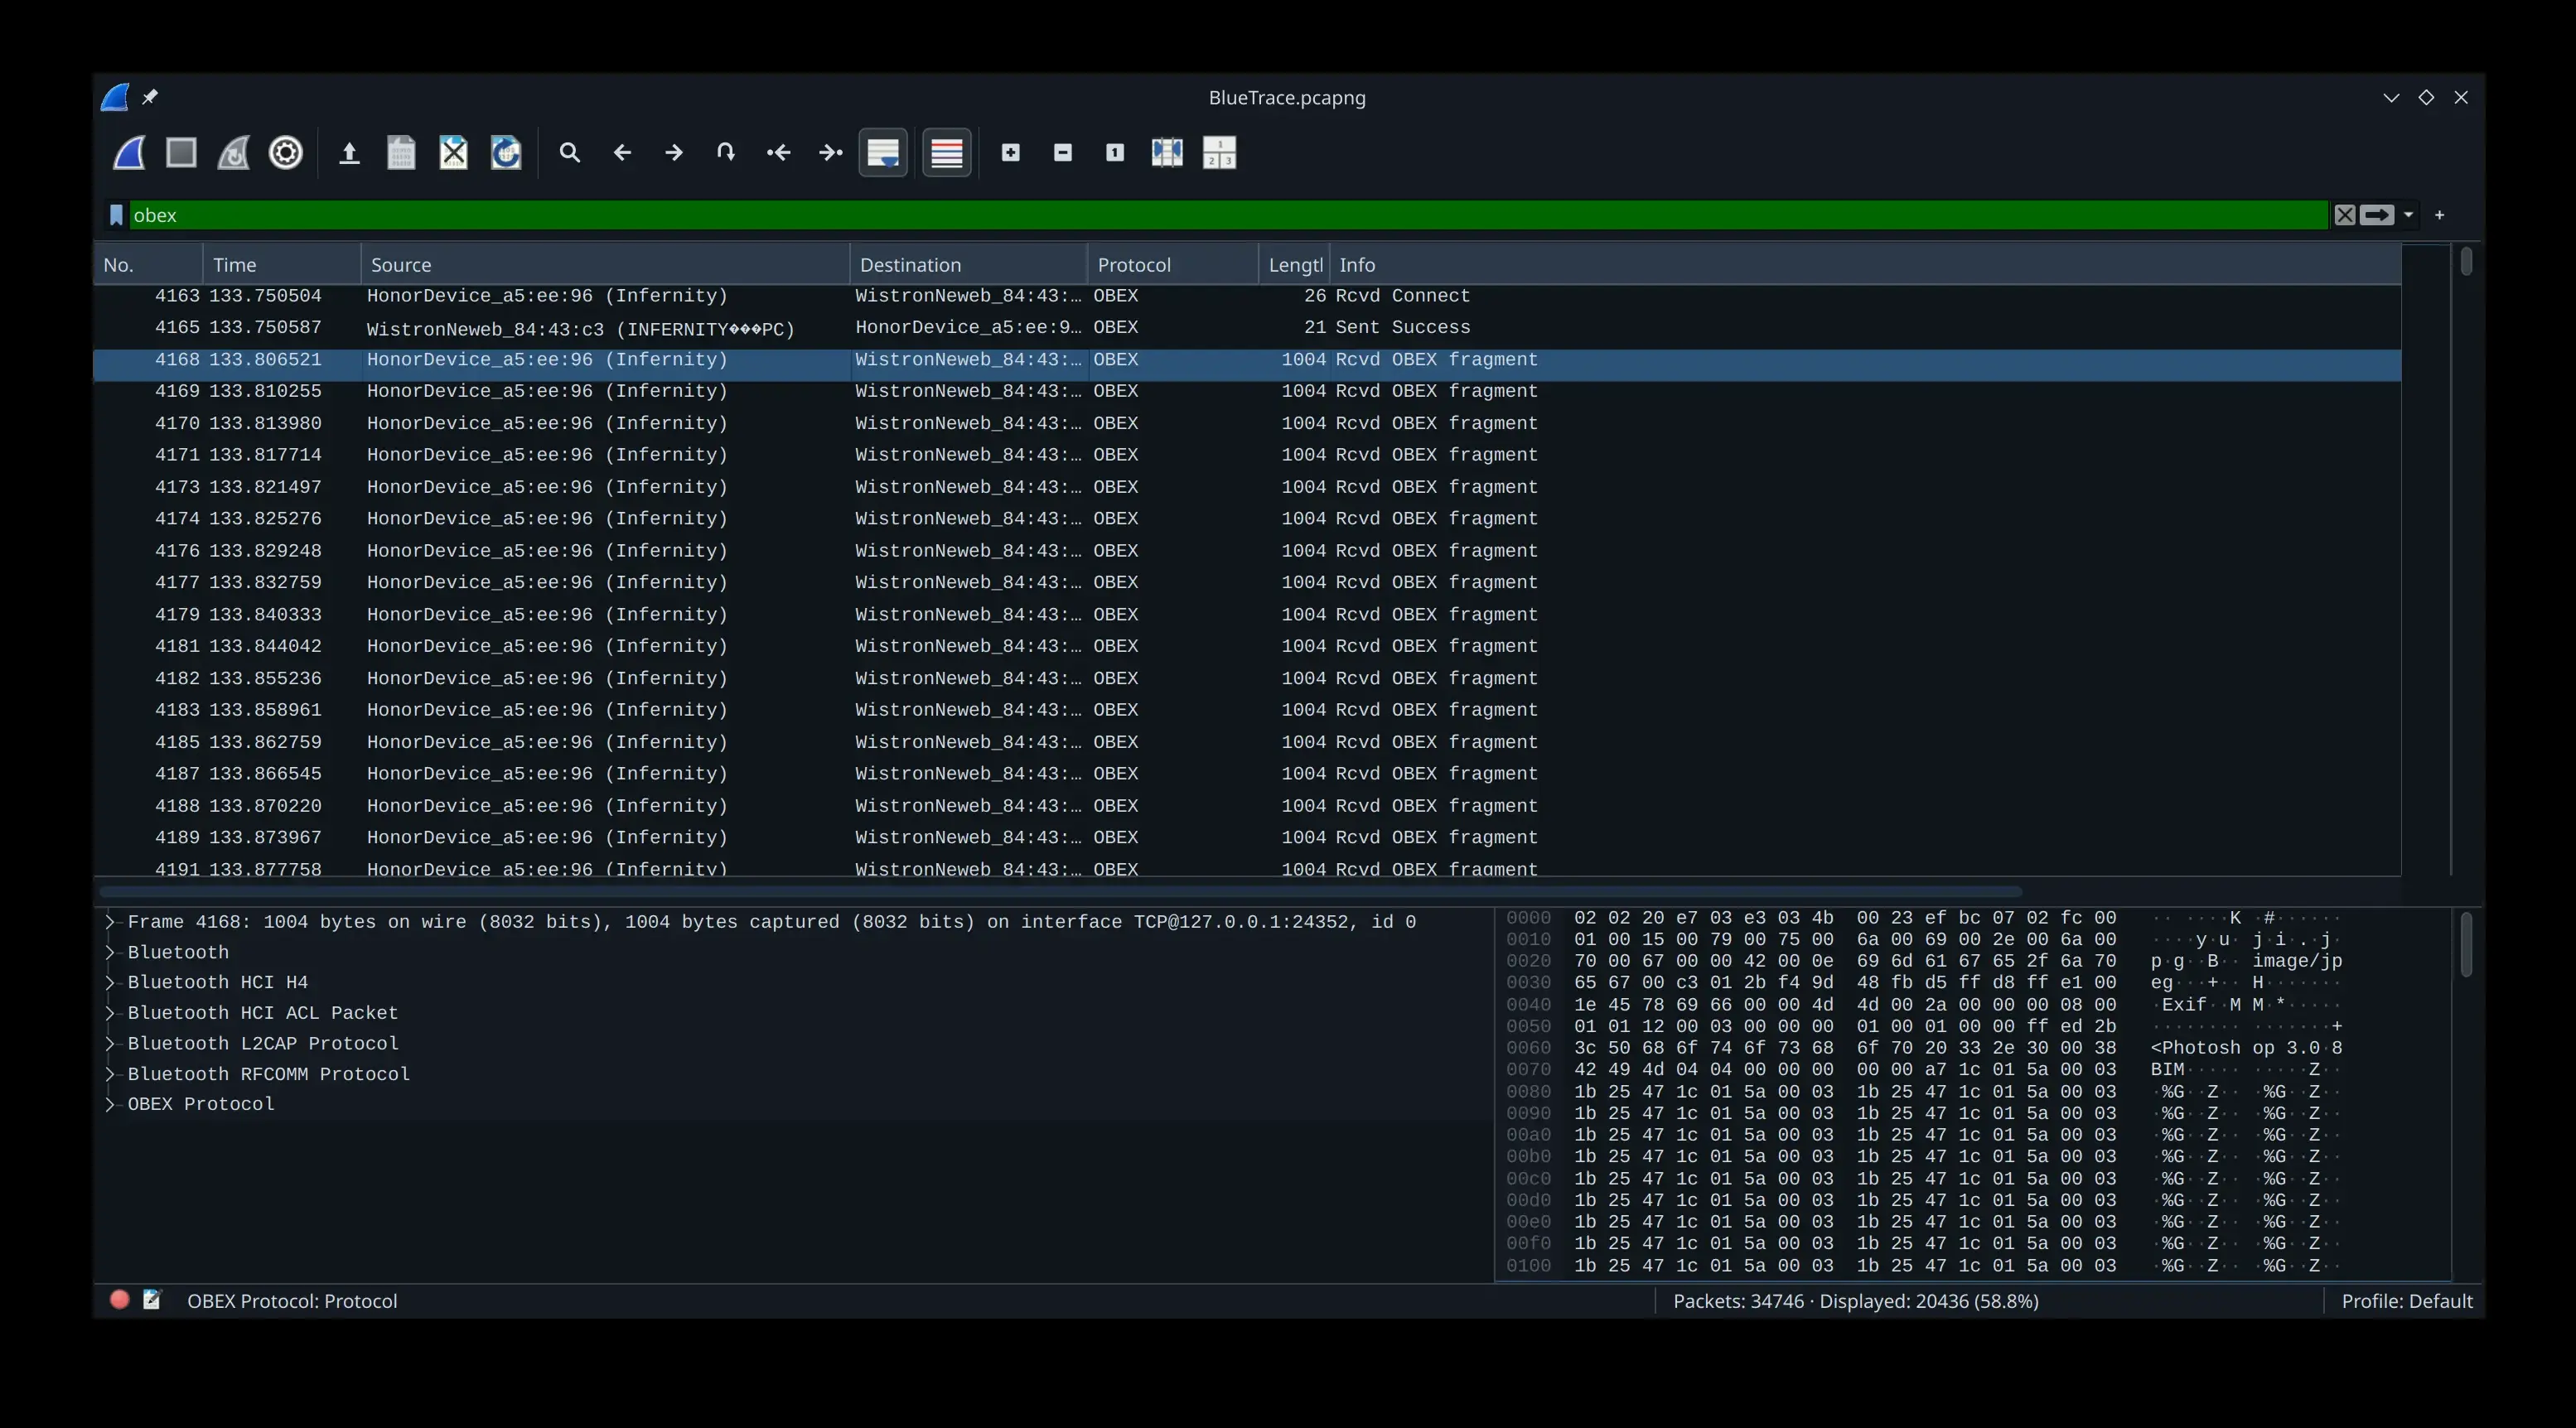 BlueTrace.pcapng
obex
No. Time Source Destination Protocol Lengtl Info
4163 133.750504 HonorDevice_a5:ee:96 (Infernity) WistronNeweb_84:43:… OBEX 26 Rcvd Connect
4165 133.750587 WistronNeweb_84:43:c3 (INFERNITY���PC) HonorDevice_a5:ee:9… OBEX 21 Sent Success
4168 133.806521 HonorDevice_a5:ee:96 (Infernity) WistronNeweb_84:43:… OBEX 1004 Rcvd OBEX fragment
4169 133.810255 HonorDevice_a5:ee:96 (Infernity) WistronNeweb_84:43:… OBEX 1004 Rcvd OBEX fragment
4170 133.813980 HonorDevice_a5:ee:96 (Infernity) WistronNeweb_84:43:… OBEX 1004 Rcvd OBEX fragment
4171 133.817714 HonorDevice_a5:ee:96 (Infernity) WistronNeweb_84:43:… OBEX 1004 Rcvd OBEX fragment
4173 133.821497 HonorDevice_a5:ee:96 (Infernity) WistronNeweb_84:43:… OBEX 1004 Rcvd OBEX fragment
4174 133.825276 HonorDevice_a5:ee:96 (Infernity) WistronNeweb_84:43:… OBEX 1004 Rcvd OBEX fragment
4176 133.829248 HonorDevice_a5:ee:96 (Infernity) WistronNeweb_84:43:… OBEX 1004 Rcvd OBEX fragment
4177 133.832759 HonorDevice_a5:ee:96 (Infernity) WistronNeweb_84:43:… OBEX 1004 Rcvd OBEX fragment
4179 133.840333 HonorDevice_a5:ee:96 (Infernity) WistronNeweb_84:43:… OBEX 1004 Rcvd OBEX fragment
4181 133.844042 HonorDevice_a5:ee:96 (Infernity) WistronNeweb_84:43:… OBEX 1004 Rcvd OBEX fragment
4182 133.855236 HonorDevice_a5:ee:96 (Infernity) WistronNeweb_84:43:… OBEX 1004 Rcvd OBEX fragment
4183 133.858961 HonorDevice_a5:ee:96 (Infernity) WistronNeweb_84:43:… OBEX 1004 Rcvd OBEX fragment
4185 133.862759 HonorDevice_a5:ee:96 (Infernity) WistronNeweb_84:43:… OBEX 1004 Rcvd OBEX fragment
4187 133.866545 HonorDevice_a5:ee:96 (Infernity) WistronNeweb_84:43:… OBEX 1004 Rcvd OBEX fragment
4188 133.870220 HonorDevice_a5:ee:96 (Infernity) WistronNeweb_84:43:… OBEX 1004 Rcvd OBEX fragment
4189 133.873967 HonorDevice_a5:ee:96 (Infernity) WistronNeweb_84:43:… OBEX 1004 Rcvd OBEX fragment
4191 133.877758 HonorDevice_a5:ee:96 (Infernity) WistronNeweb_84:43:… OBEX 1004 Rcvd OBEX fragment
Frame 4168: 1004 bytes on wire (8032 bits), 1004 bytes captured (8032 bits) on interface TCP@127.0.0.1:24352, id 0
Bluetooth
Bluetooth HCI H4
Bluetooth HCI ACL Packet
Bluetooth L2CAP Protocol
Bluetooth RFCOMM Protocol
OBEX Protocol
0000 02 02 20 e7 03 e3 03 4b 00 23 ef bc 07 02 fc 00 ·· ····K ·#······
0010 01 00 15 00 79 00 75 00 6a 00 69 00 2e 00 6a 00 ····y·u· j·i·.·j·
0020 70 00 67 00 00 42 00 0e 69 6d 61 67 65 2f 6a 70 p·g··B·· image/jp
0030 65 67 00 c3 01 2b f4 9d 48 fb d5 ff d8 ff e1 00 eg···+·· H·······
0040 1e 45 78 69 66 00 00 4d 4d 00 2a 00 00 00 08 00 ·Exif··M M·*·····
0050 01 01 12 00 03 00 00 00 01 00 01 00 00 ff ed 2b ········ ·······+
0060 3c 50 68 6f 74 6f 73 68 6f 70 20 33 2e 30 00 38 <Photosh op 3.0·8
0070 42 49 4d 04 04 00 00 00 00 00 a7 1c 01 5a 00 03 BIM····· ·····Z··
0080 1b 25 47 1c 01 5a 00 03 1b 25 47 1c 01 5a 00 03 ·%G··Z·· ·%G··Z··
0090 1b 25 47 1c 01 5a 00 03 1b 25 47 1c 01 5a 00 03 ·%G··Z·· ·%G··Z··
00a0 1b 25 47 1c 01 5a 00 03 1b 25 47 1c 01 5a 00 03 ·%G··Z·· ·%G··Z··
00b0 1b 25 47 1c 01 5a 00 03 1b 25 47 1c 01 5a 00 03 ·%G··Z·· ·%G··Z··
00c0 1b 25 47 1c 01 5a 00 03 1b 25 47 1c 01 5a 00 03 ·%G··Z·· ·%G··Z··
00d0 1b 25 47 1c 01 5a 00 03 1b 25 47 1c 01 5a 00 03 ·%G··Z·· ·%G··Z··
00e0 1b 25 47 1c 01 5a 00 03 1b 25 47 1c 01 5a 00 03 ·%G··Z·· ·%G··Z··
00f0 1b 25 47 1c 01 5a 00 03 1b 25 47 1c 01 5a 00 03 ·%G··Z·· ·%G··Z··
0100 1b 25 47 1c 01 5a 00 03 1b 25 47 1c 01 5a 00 03 ·%G··Z·· ·%G··Z··
OBEX Protocol: Protocol Packets: 34746 · Displayed: 20436 (58.8%) Profile: Default